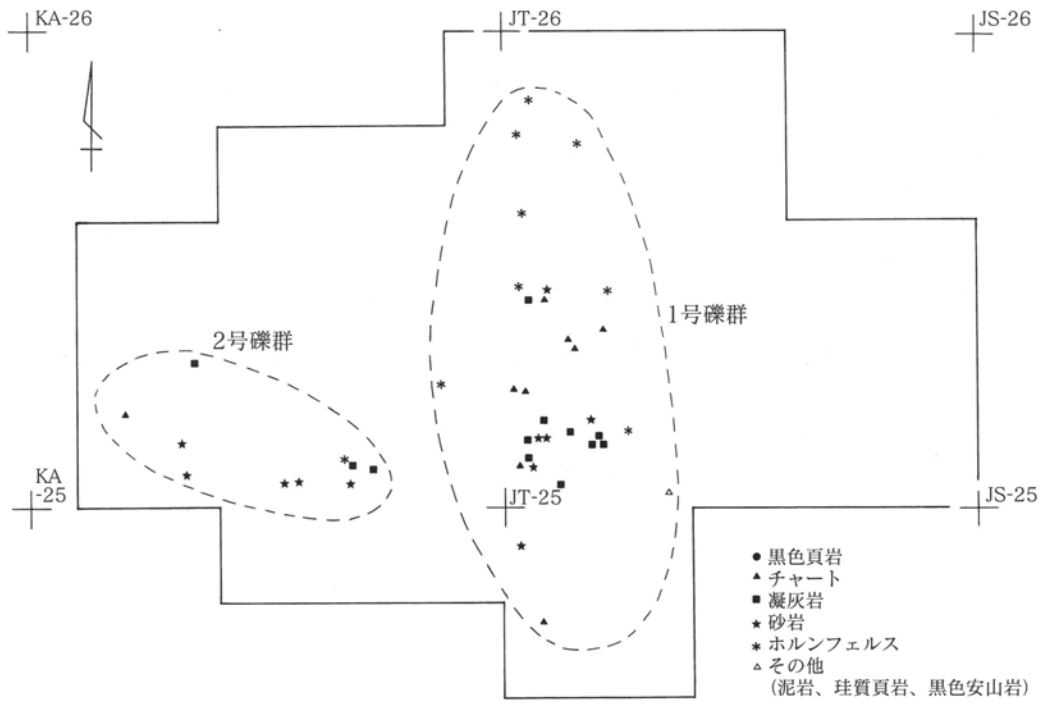 KA-26
JT-26
JS-26
1号礫群
2号礫群
KA
-25
JT-25
JS-25
黒色頁岩
チャート
凝灰岩
砂岩
ホルンフェルス
その他
(泥岩、珪質頁岩、黒色安山岩)